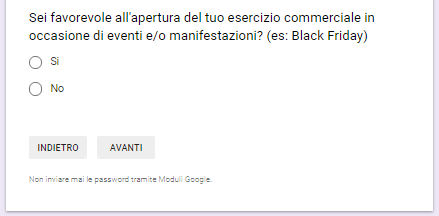 Sei favorevole all'apertura del tuo esercizio commerciale in
occasione di eventi e/o manifestazioni? (es: Black Friday)
Si
No
INDIETRO AVANTI
Non inviare mai le password tramite Moduli Google.